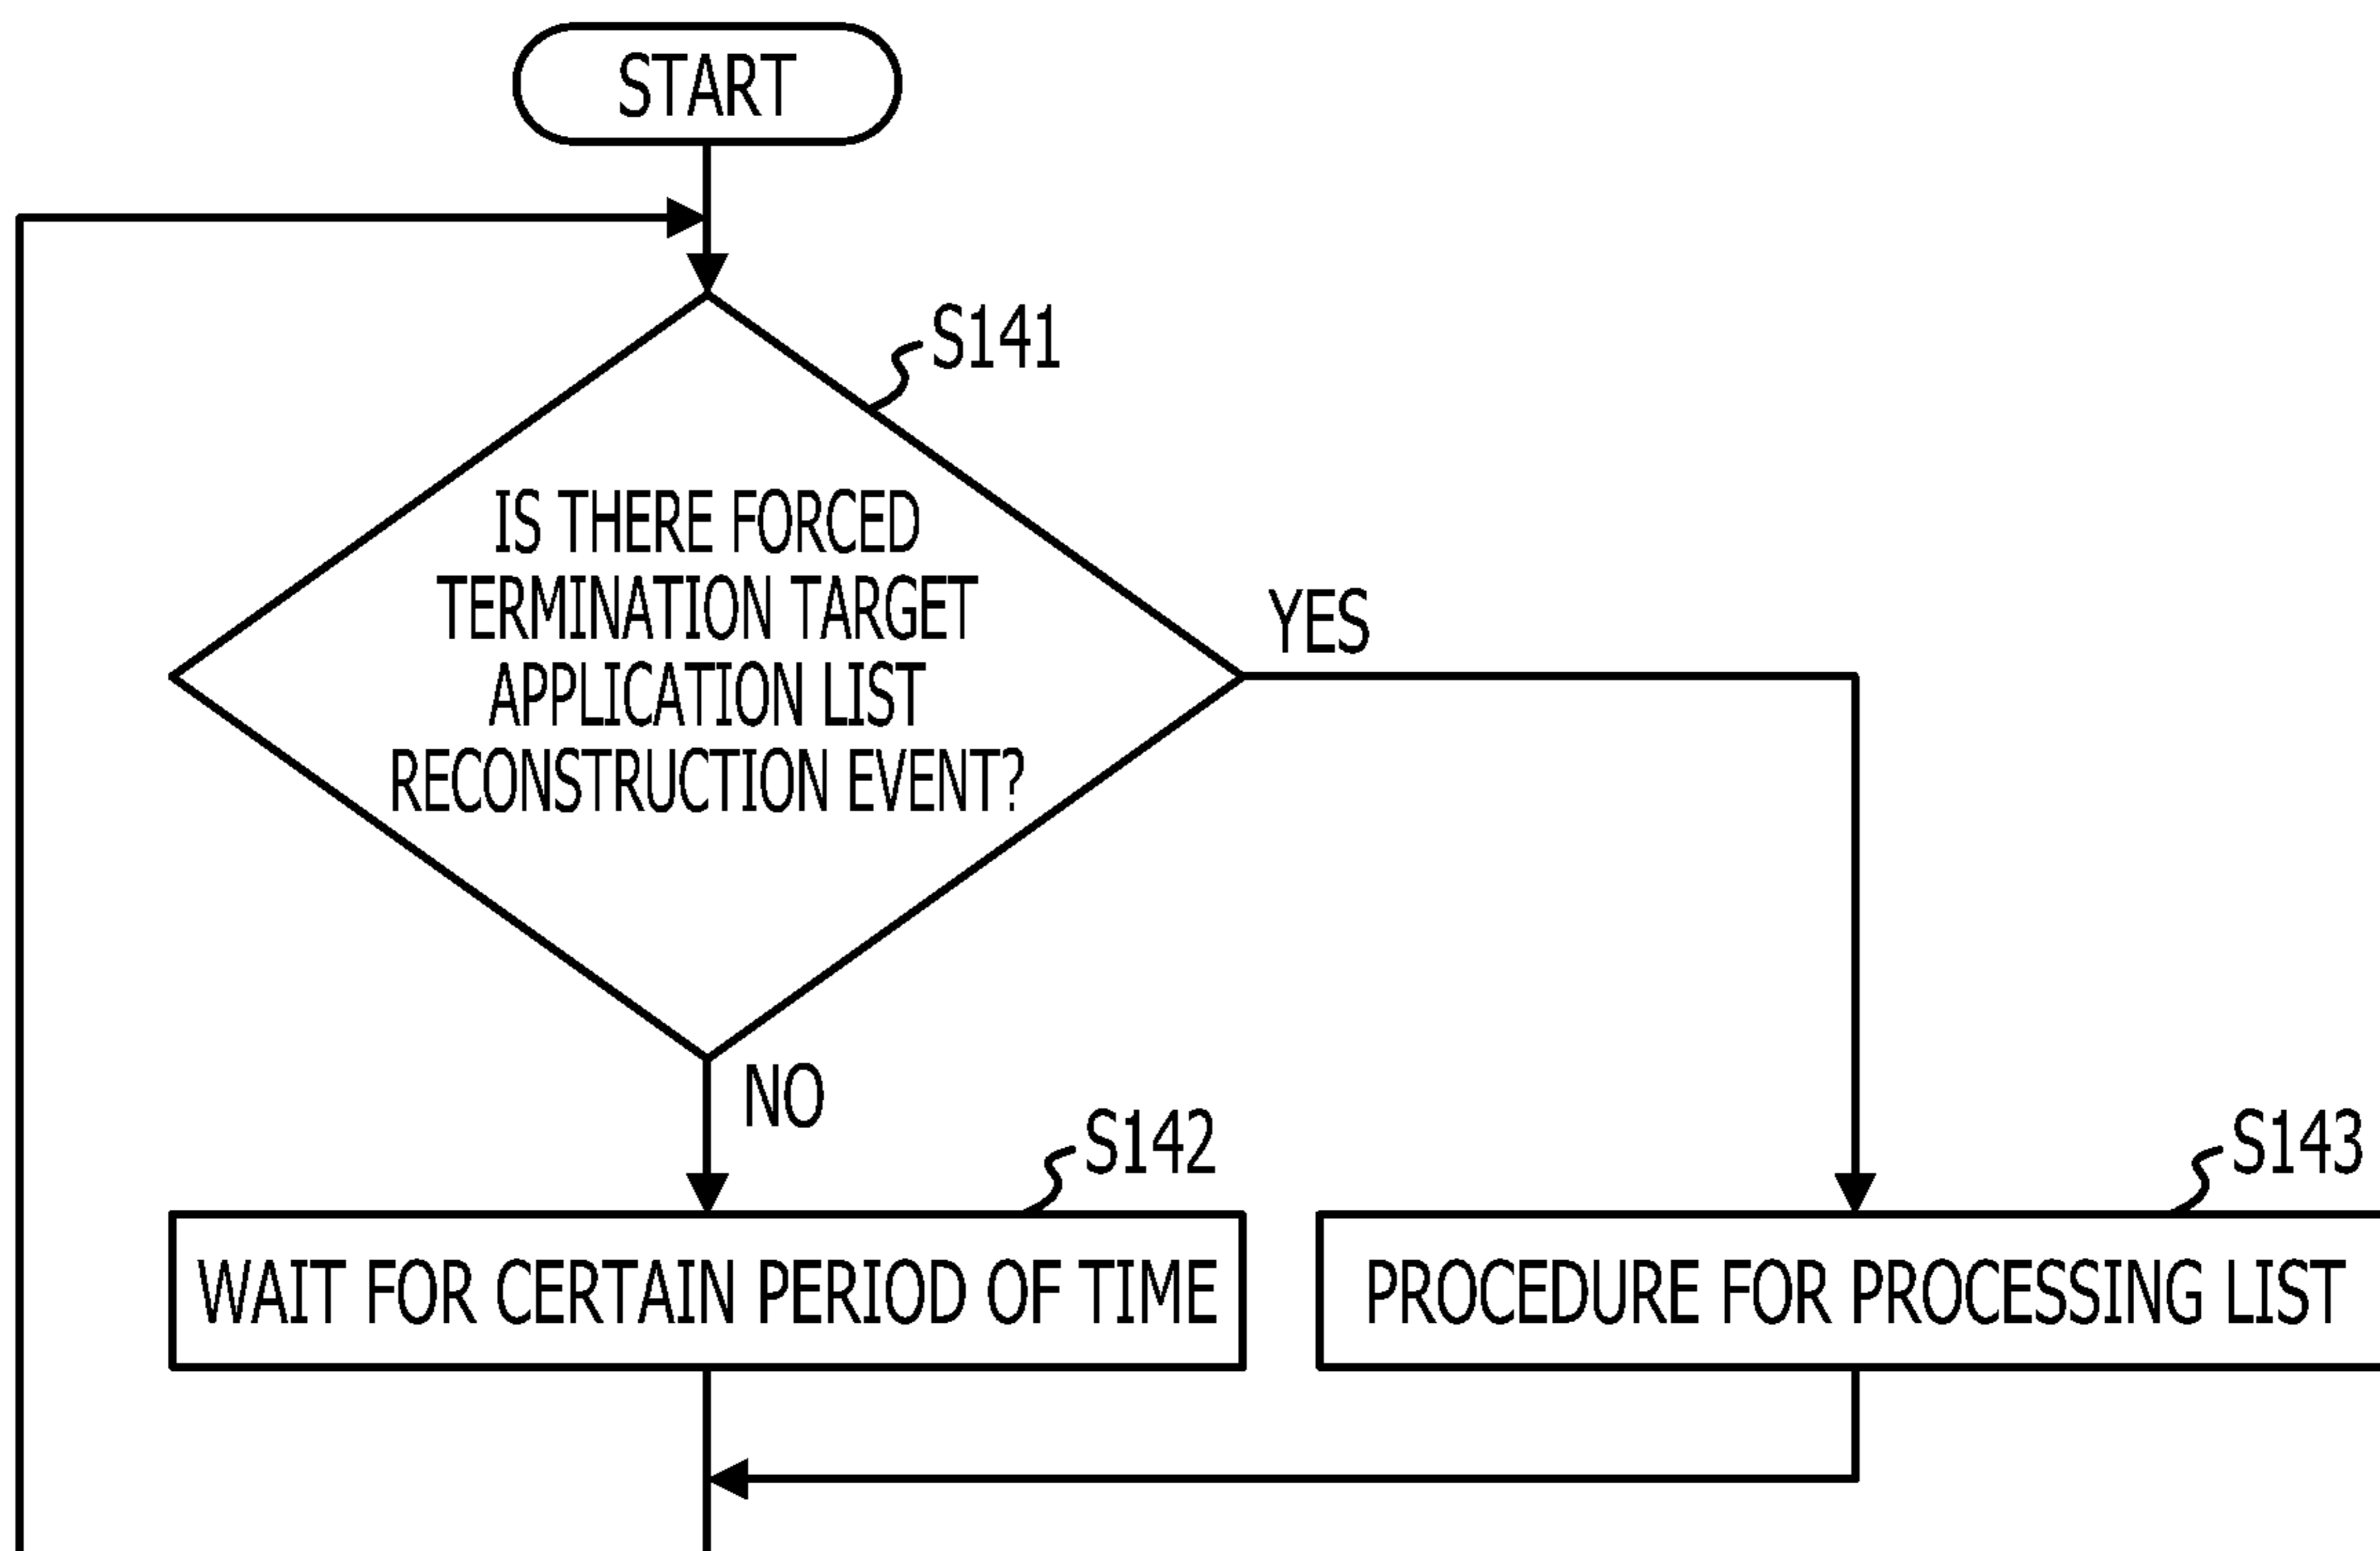 START
S141
IS THERE FORCED
TERMINATION TARGET
APPLICATION LIST
RECONSTRUCTION EVENT?
YES
NO
S142
S143
WAIT FOR CERTAIN PERIOD OF TIME
PROCEDURE FOR PROCESSING LIST